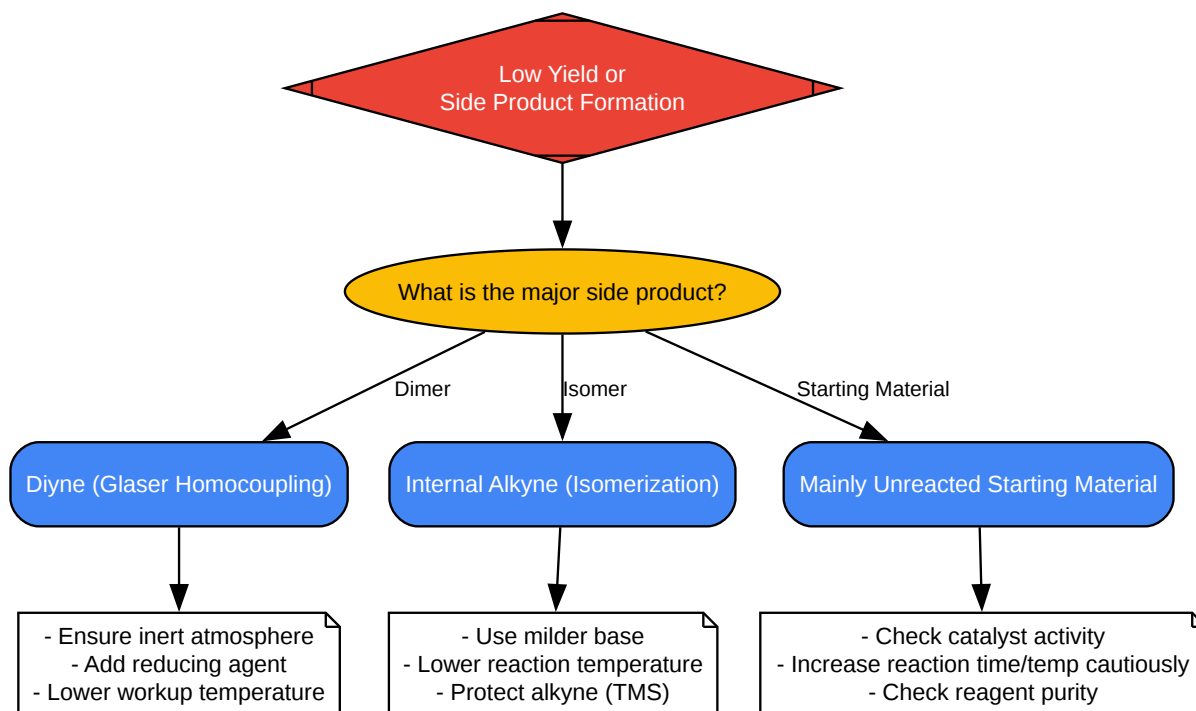 Low Yield or
Side Product Formation
What is the major side product?
Dimer
Isomer
Starting Material
Diyne (Glaser Homocoupling)
Internal Alkyne (Isomerization)
Mainly Unreacted Starting Material
- Ensure inert atmosphere
- Add reducing agent
- Lower workup temperature
- Use milder base
- Lower reaction temperature
- Protect alkyne (TMS)
- Check catalyst activity
- Increase reaction time/temp cautiously
- Check reagent purity